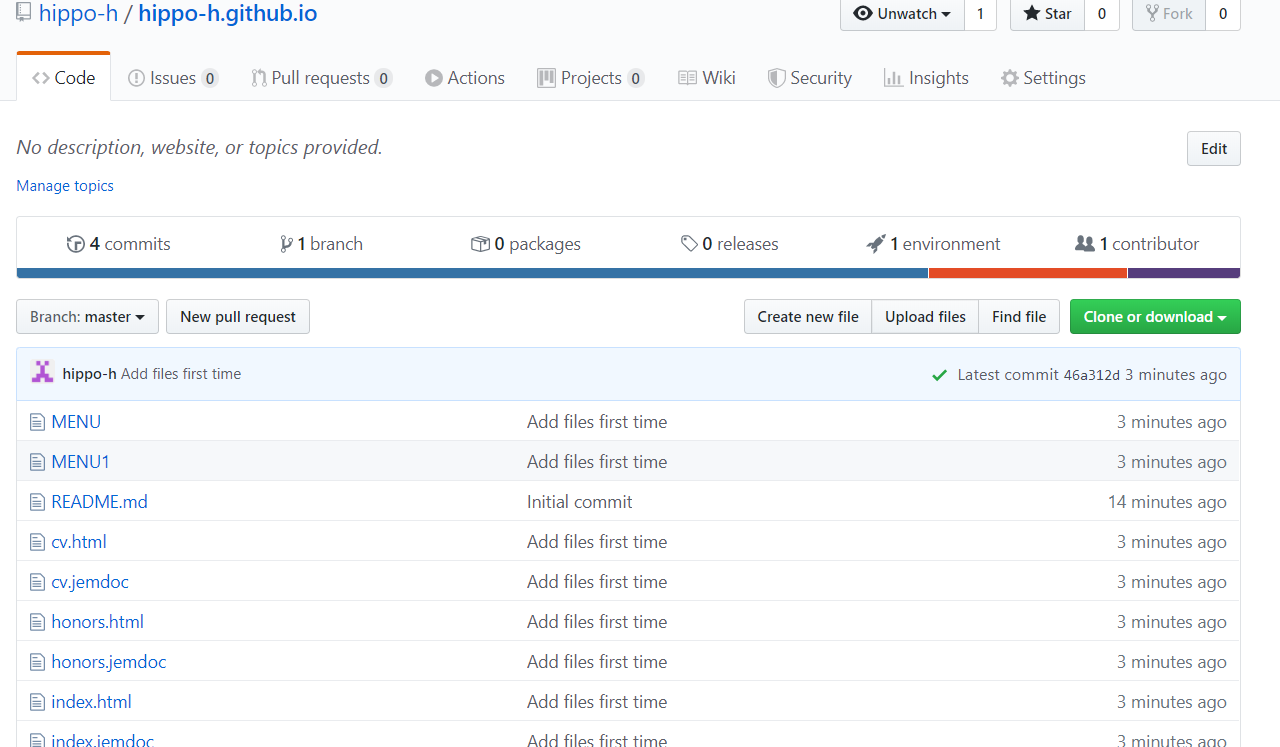 hippo-h / hippo-h.github.io Unwatch 1 Star 0 Fork 0
Code Issues 0 Pull requests 0 Actions Projects 0 Wiki Security Insights Settings
No description, website, or topics provided. Edit
Manage topics
4 commits 1 branch 0 packages 0 releases 1 environment 1 contributor
Branch: master New pull request Create new file Upload files Find file Clone or download
hippo-h Add files first time Latest commit 46a312d 3 minutes ago
MENU Add files first time 3 minutes ago
MENU1 Add files first time 3 minutes ago
README.md Initial commit 14 minutes ago
cv.html Add files first time 3 minutes ago
cv.jemdoc Add files first time 3 minutes ago
honors.html Add files first time 3 minutes ago
honors.jemdoc Add files first time 3 minutes ago
index.html Add files first time 3 minutes ago
index.jemdoc Add files first time 3 minutes ago